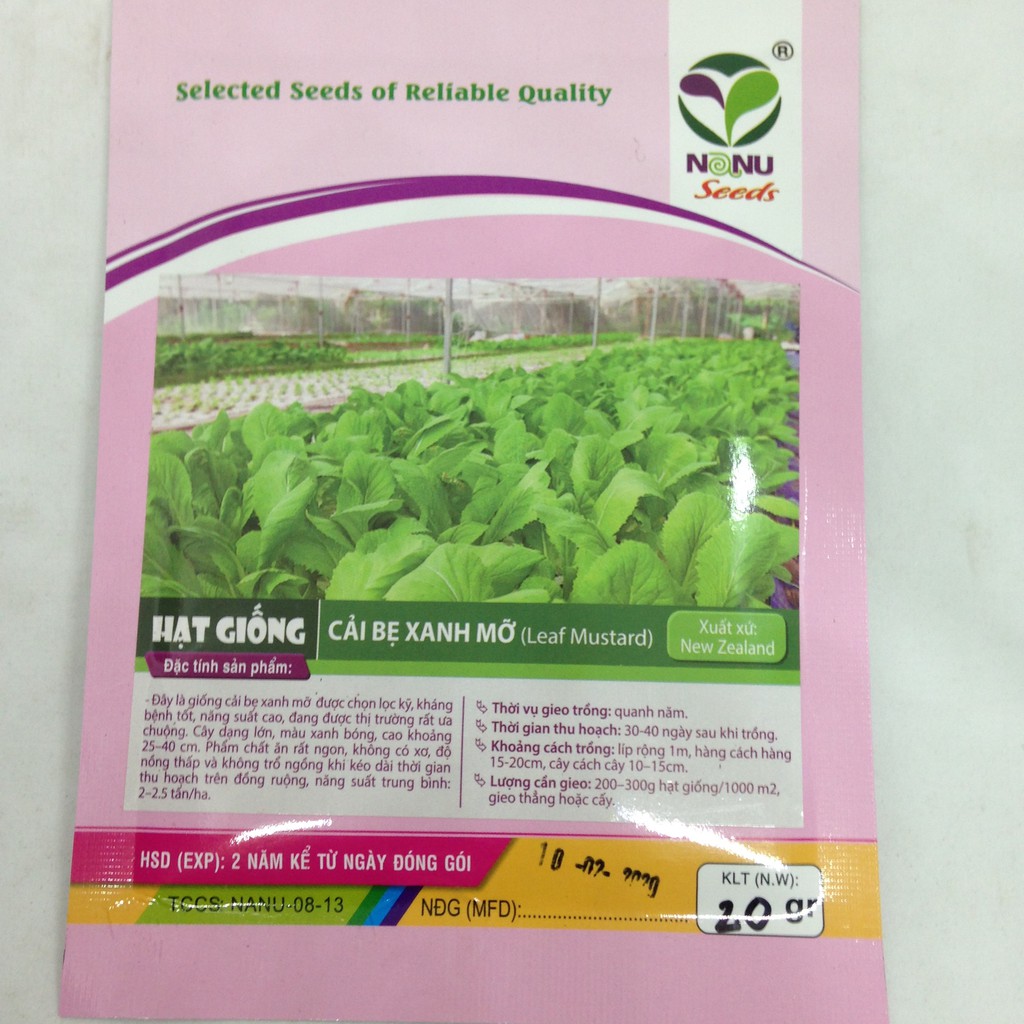 Selected Seeds of Reliable Quality
®
NANU
Seeds
HẠT GIỐNG
CẢI BẸ XANH MỠ (Leaf Mustard)
Xuất xứ:
New Zealand
Đặc tính sản phẩm:
- Đây là giống cải bẹ xanh mỡ được chọn lọc kỹ, kháng
bệnh tốt, năng suất cao, đang được thị trường rất ưa
chuộng. Cây dạng lớn, màu xanh bóng, cao khoảng
25-40 cm. Phẩm chất ăn rất ngon, không có xơ, độ
nồng thấp và không trổ ngồng khi kéo dài thời gian
thu hoạch trên đồng ruộng, năng suất trung bình:
2-2.5 tấn/ha.
Thời vụ gieo trồng: quanh năm.
Thời gian thu hoạch: 30-40 ngày sau khi trồng.
Khoảng cách trồng: líp rộng 1m, hàng cách hàng
15-20cm, cây cách cây 10-15cm.
Lượng cần gieo: 200-300g hạt giống/1000 m2,
gieo thẳng hoặc cấy.
HSD (EXP): 2 NĂM KỂ TỪ NGÀY ĐÓNG GÓI
TCCS-NANU-08-13
10 -02-
NĐG (MFD):
KLT (N.W):
20 gr